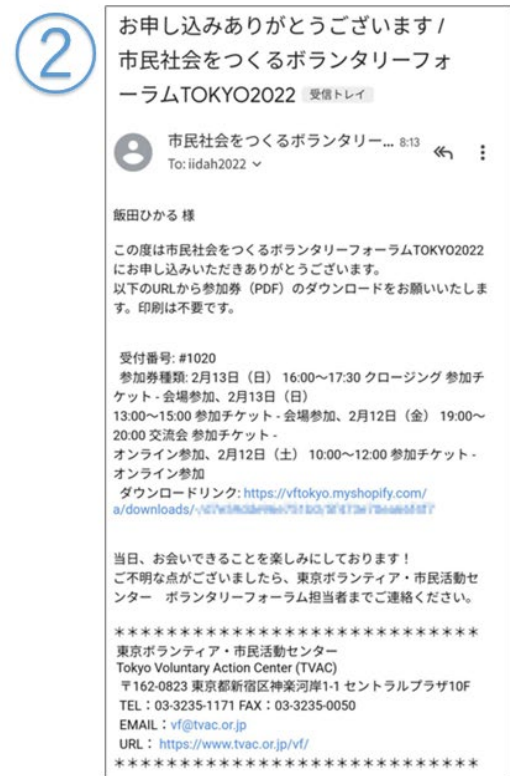 ②
お申し込みありがとうございます /
市民社会をつくるボランタリーフォ
ーラムTOKYO2022 受信トレイ
市民社会をつくるボランタリー... 8:13
To: iidah2022
飯田ひかる 様
この度は市民社会をつくるボランタリーフォーラムTOKYO2022
にお申し込みいただきありがとうございます。
以下のURLから参加券（PDF）のダウンロードをお願いいたしま
す。印刷は不要です。
受付番号: #1020
参加券種類: 2月13日（日） 16:00〜17:30 クロージング 参加チ
ケット - 会場参加、2月13日（日）
13:00〜15:00 参加チケット - 会場参加、2月12日（金） 19:00〜
20:00 交流会 参加チケット -
オンライン参加、2月12日（土） 10:00〜12:00 参加チケット -
オンライン参加
ダウンロードリンク: https://vftokyo.myshopify.com/
a/downloads/
当日、お会いできることを楽しみにしております！
ご不明な点がございましたら、東京ボランティア・市民活動セ
ンター　ボランタリーフォーラム担当者までご連絡ください。
＊＊＊＊＊＊＊＊＊＊＊＊＊＊＊＊＊＊＊＊＊＊＊＊＊＊＊＊
東京ボランティア・市民活動センター
Tokyo Voluntary Action Center (TVAC)
〒162-0823 東京都新宿区神楽河岸1-1 セントラルプラザ10F
TEL：03-3235-1171 FAX：03-3235-0050
EMAIL：vf@tvac.or.jp
URL： https://www.tvac.or.jp/vf/
＊＊＊＊＊＊＊＊＊＊＊＊＊＊＊＊＊＊＊＊＊＊＊＊＊＊＊＊